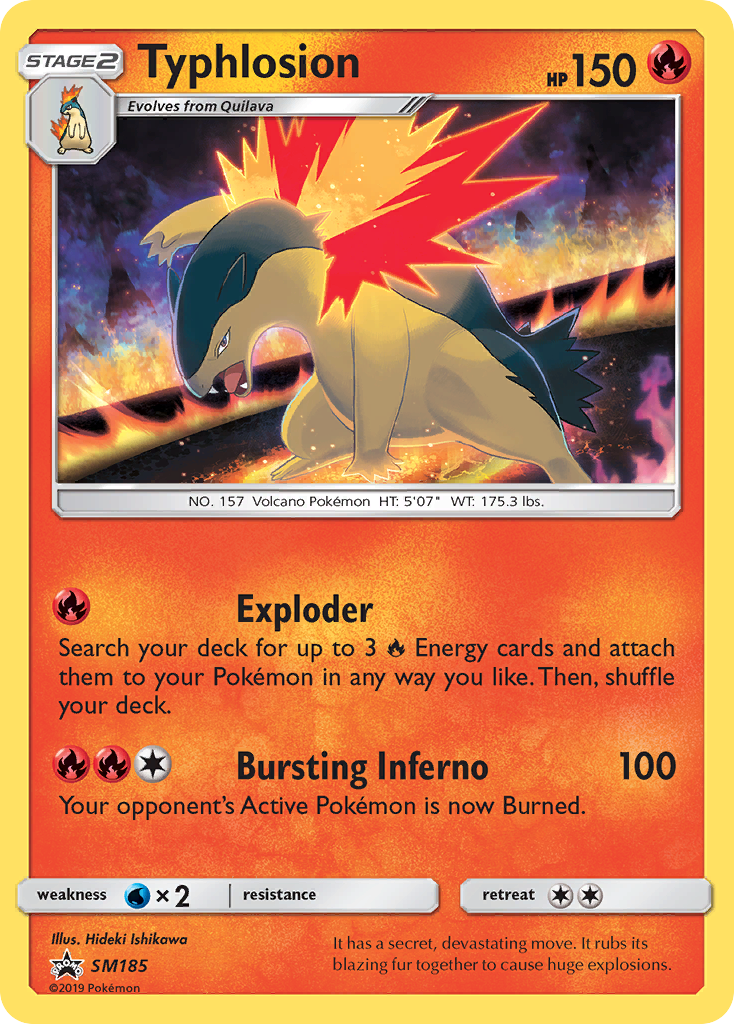 STAGE2
Typhlosion
HP 150
Evolves from Quilava
NO. 157 Volcano Pokémon HT: 5'07" WT: 175.3 lbs.
Exploder
Search your deck for up to 3 Energy cards and attach
them to your Pokémon in any way you like. Then, shuffle
your deck.
Bursting Inferno 100
Your opponent's Active Pokémon is now Burned.
weakness × 2 resistance retreat
Illus. Hideki Ishikawa
PROMO SM185
©2019 Pokémon
It has a secret, devastating move. It rubs its
blazing fur together to cause huge explosions.